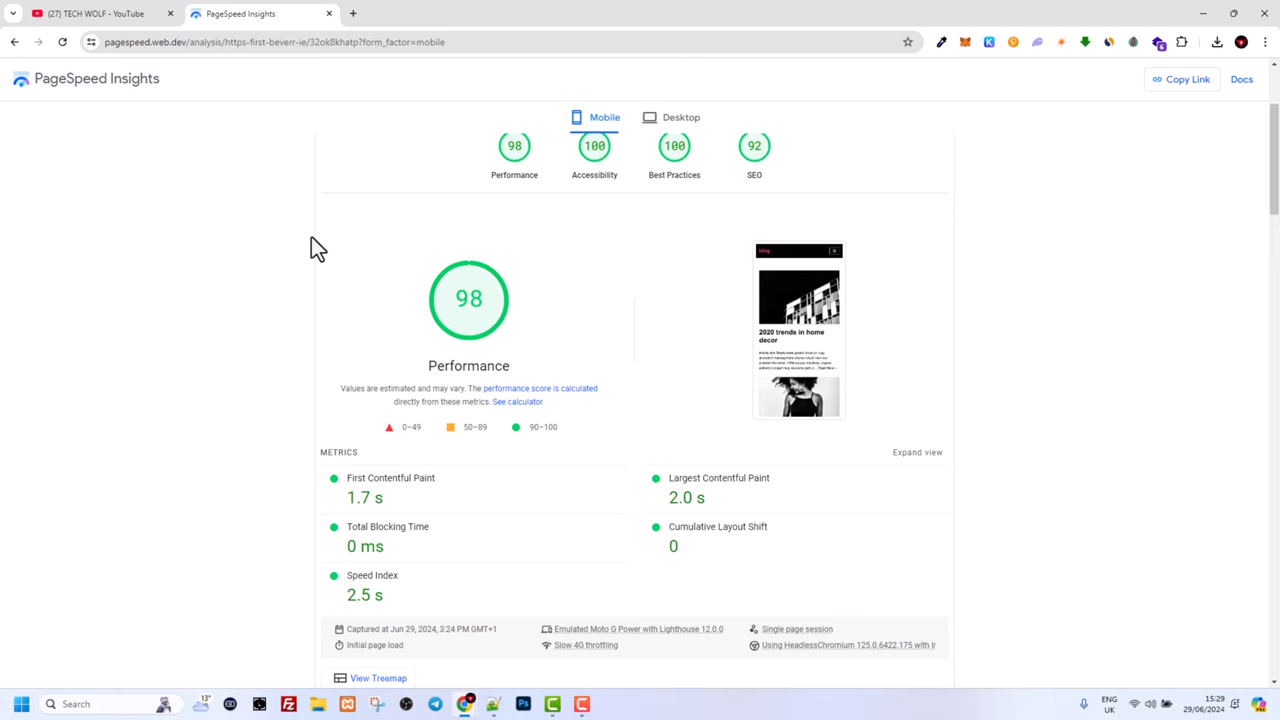 (27) TECH WOLF - YouTube
PageSpeed Insights
pagespeed.web.dev/analysis/https-first-beverr-ie/32ok8khatp?form_factor=mobile
PageSpeed Insights
Copy Link
Docs
Mobile
Desktop
98
100
100
92
Performance
Accessibility
Best Practices
SEO
98
blog
2020 trends in home
decor
Performance
Values are estimated and may vary. The performance score is calculated
directly from these metrics. See calculator.
0–49
50–89
90–100
METRICS
Expand view
First Contentful Paint
1.7 s
Largest Contentful Paint
2.0 s
Total Blocking Time
0 ms
Cumulative Layout Shift
0
Speed Index
2.5 s
Captured at Jun 29, 2024, 3:24 PM GMT+1
Emulated Moto G Power with Lighthouse 12.0.0
Single page session
Initial page load
Slow 4G throttling
Using HeadlessChromium 125.0.6422.175 with lr
View Treemap
Search
13°
ENG
UK
15:29
29/06/2024